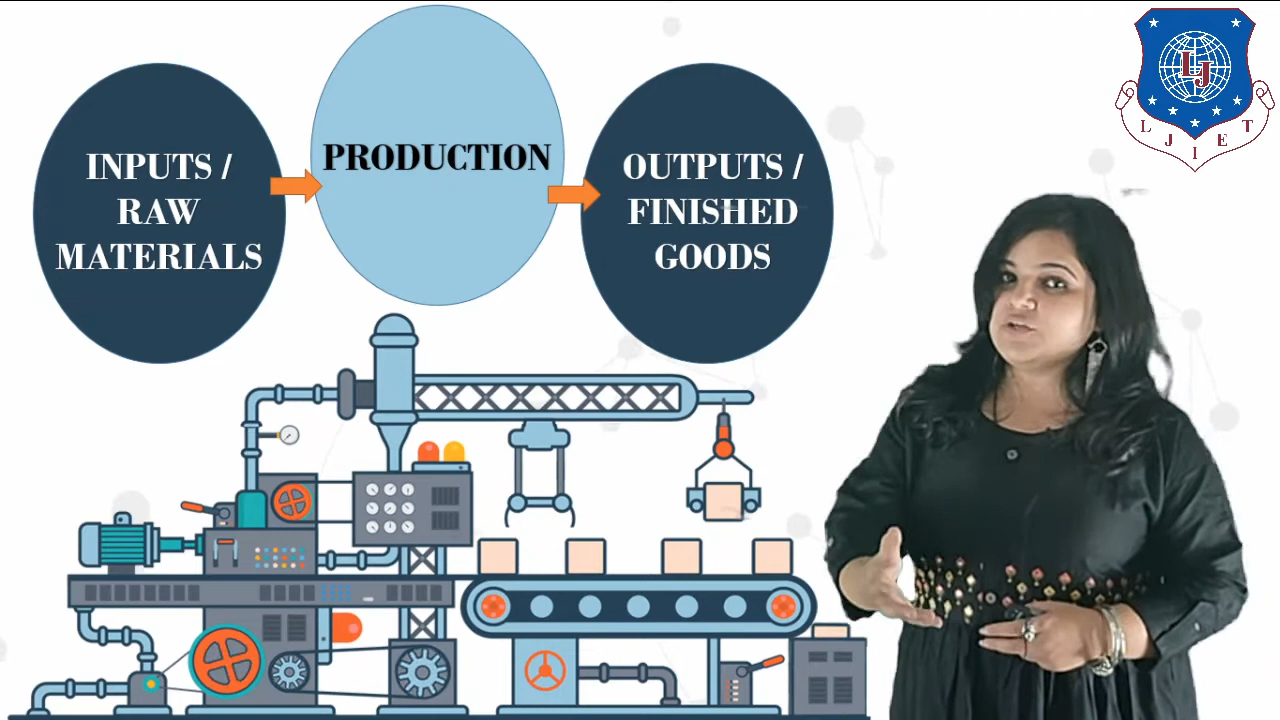 INPUTS /
RAW
MATERIALS
PRODUCTION
OUTPUTS /
FINISHED
GOODS
LJ
L J I E T